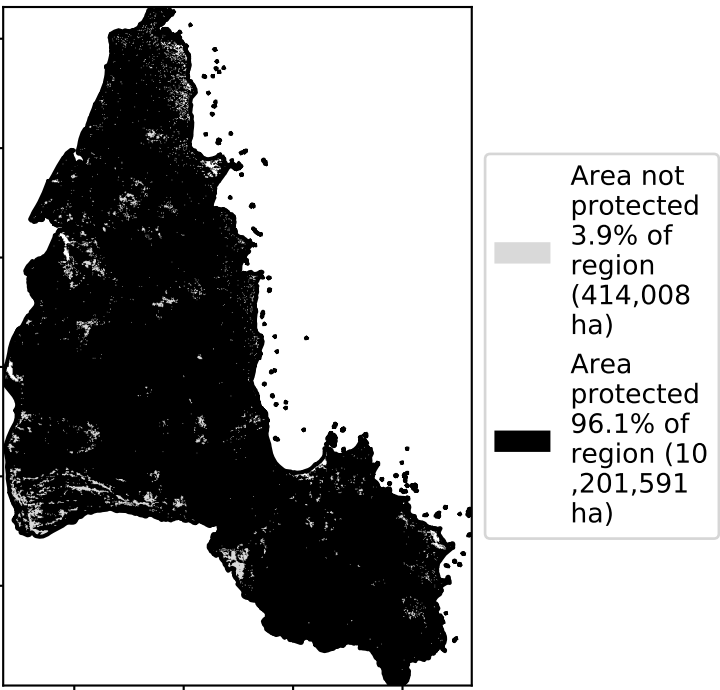 Area not
protected
3.9% of
region
(414,008
ha)
Area
protected
96.1% of
region (10
,201,591
ha)